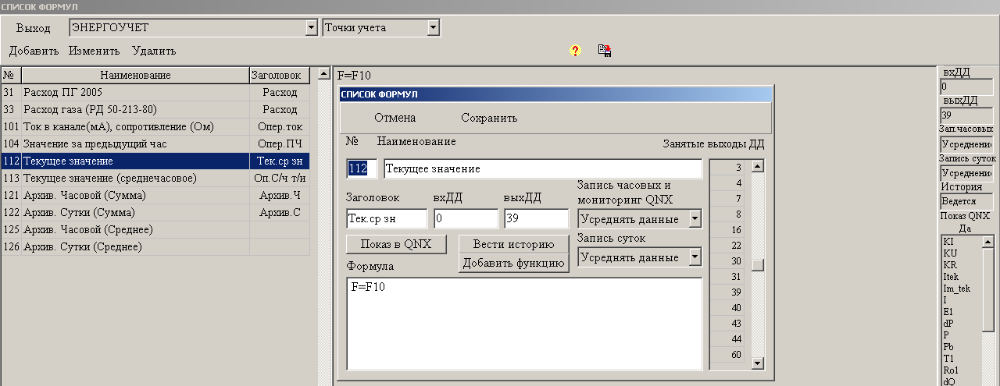 СПИСОК ФОРМУЛ
Выход ЭНЕРГОУЧЕТ Точки учета
Добавить Изменить Удалить ?
№ Наименование Заголовок
31 Расход ПГ 2005 Расход
33 Расход газа (РД 50-213-80) Расход
101 Ток в канале(мА), сопротивление (Ом) Опер.ток
104 Значение за предыдущий час Опер.ПЧ
112 Текущее значение Тек.ср зн
113 Текущее значение (среднечасовое) Оп.С/ч т/и
121 Архив. Часовой (Сумма) Архив.Ч
122 Архив. Сутки (Сумма) Архив.С
125 Архив. Часовой (Среднее)
126 Архив. Сутки (Среднее)
F=F10
СПИСОК ФОРМУЛ
Отмена Сохранить
№ Наименование Занятые выходы ДД
112 Текущее значение
Заголовок вхДД выхДД
Запись часовых и
мониторинг QNX
Тек.ср зн 0 39 Усреднять данные
Показ в QNX Вести историю Запись суток
Добавить функцию Усреднять данные
Формула
F=F10
3
4
7
8
16
22
30
31
39
40
43
44
60
вхДД
0
выхДД
39
Зап.часовых
Усреднени
Запись суток
Усреднени
История
Ведется
Показ QNX
Да
KI
KU
KR
Itek
Im_tek
I
E1
dP
P
Pb
T1
Ro1
dO